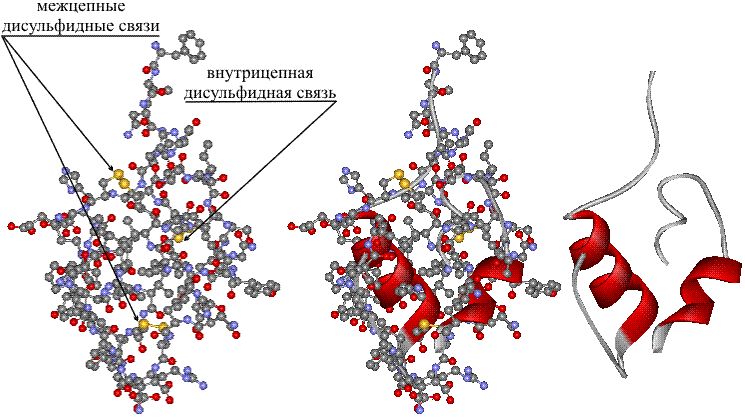 межцепные
дисульфидные связи
внутрицепная
дисульфидная связь